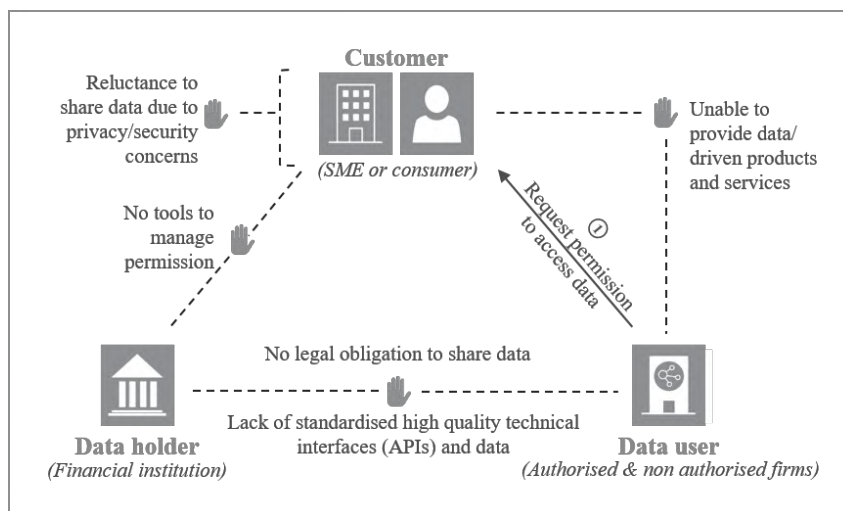 Customer
Reluctance to
share data due to
privacy/security
concerns
Unable to
provide data/
driven products
and services
(SME or consumer)
No tools to
manage
permission
1
Request permission
to access data
No legal obligation to share data
Lack of standardised high quality technical
interfaces (APIs) and data
Data holder
(Financial institution)
Data user
(Authorised & non authorised firms)